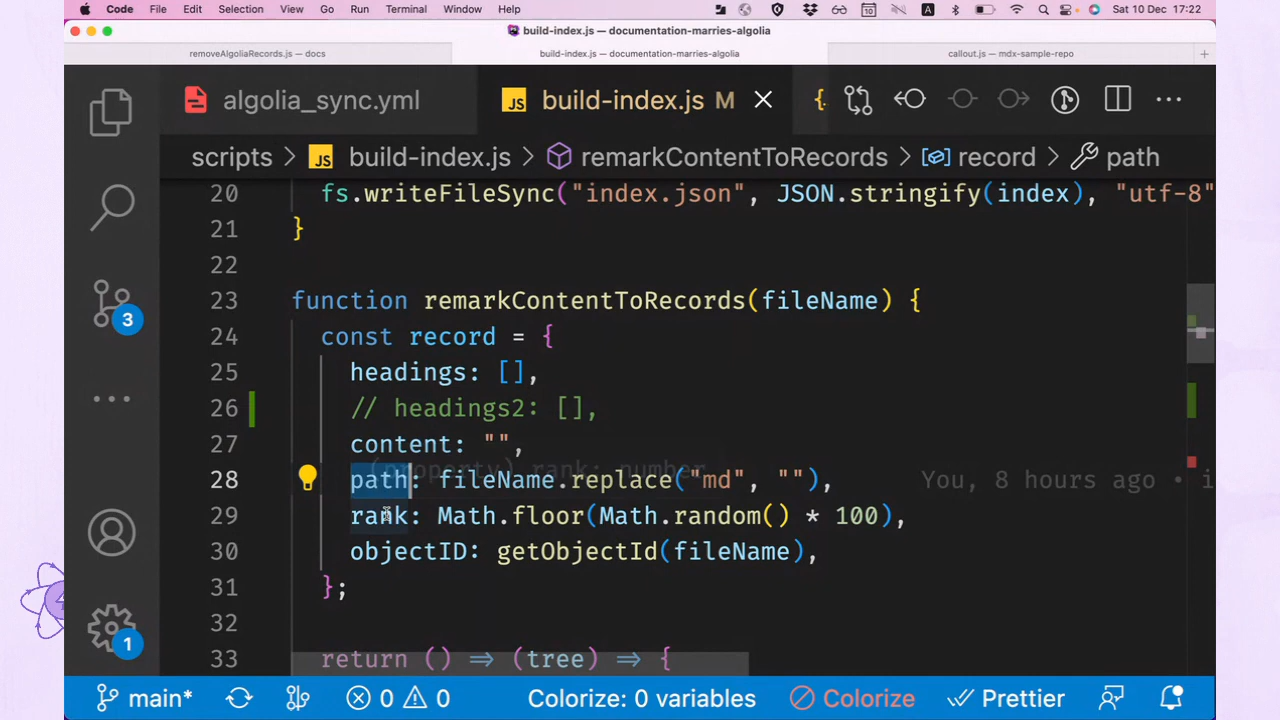 Code File Edit Selection View Go Run Terminal Window Help Sat 10 Dec 17:22
build-index.js — documentation-marries-algolia
removeAlgoliaRecords.js — docs build-index.js — documentation-marries-algolia callout.js — mdx-sample-repo
algolia_sync.yml JS build-index.js M {
scripts > JS build-index.js > remarkContentToRecords > record > path
20 fs.writeFileSync("index.json", JSON.stringify(index), "utf-8"
21 }
22
23 function remarkContentToRecords(fileName) {
24 const record = {
25 headings: [],
26 // headings2: [],
27 content: "",
(property) rank: number
28 path: fileName.replace("md", ""), You, 8 hours ago • i
29 rank: Math.floor(Math.random() * 100),
30 objectID: getObjectId(fileName),
31 };
32
33 return () => (tree) => {
3
1
main* 0 0 Colorize: 0 variables Colorize Prettier